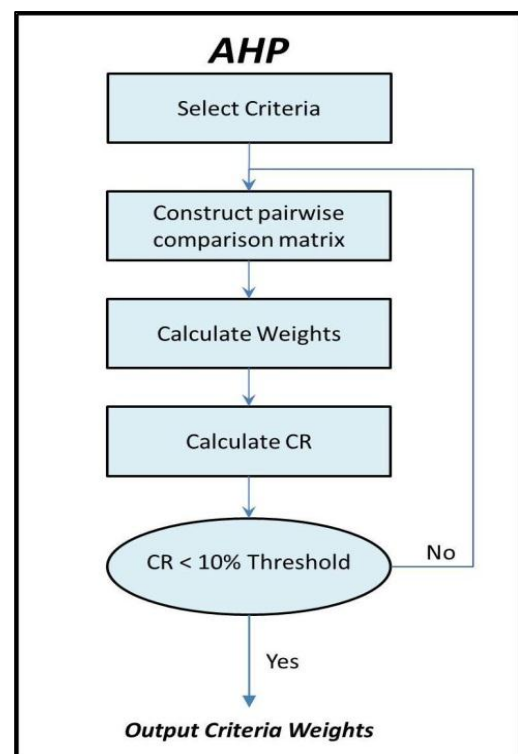 AHP
Select Criteria
Construct pairwise
comparison matrix
Calculate Weights
Calculate CR
CR < 10% Threshold
No
Yes
Output Criteria Weights